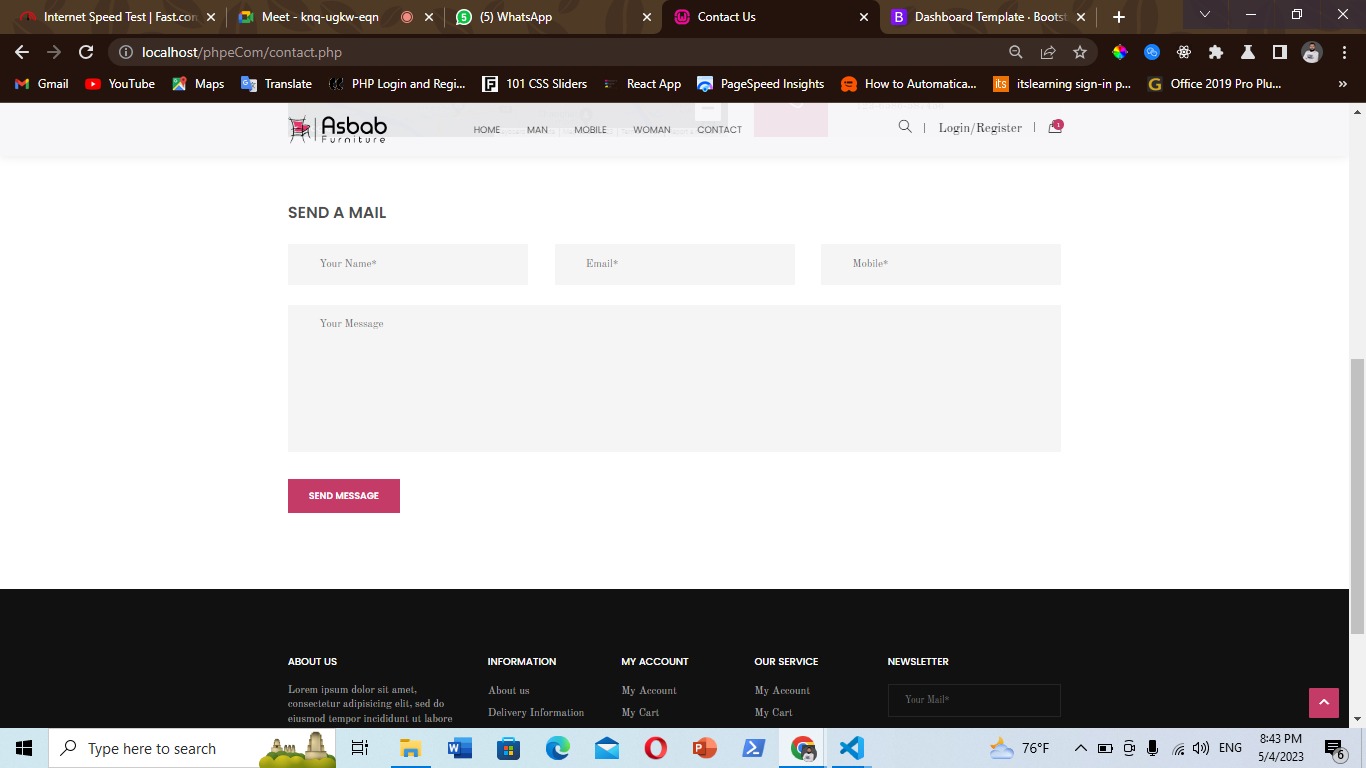 Internet Speed Test | Fast.con
Meet - knq-ugkw-eqn
5
(5) WhatsApp
Contact Us
B
Dashboard Template · Bootst
localhost/phpeCom/contact.php
Gmail
YouTube
Maps
Translate
PHP Login and Regi...
101 CSS Sliders
React App
PageSpeed Insights
How to Automatica...
its
itslearning sign-in p...
G
Office 2019 Pro Plu...
»
Asbab
Furniture
HOME
MAN
MOBILE
WOMAN
CONTACT
Login/Register
1
SEND A MAIL
Your Name*
Email*
Mobile*
Your Message
SEND MESSAGE
ABOUT US
INFORMATION
MY ACCOUNT
OUR SERVICE
NEWSLETTER
Lorem ipsum dolor sit amet,
consectetur adipisicing elit, sed do
eiusmod tempor incididunt ut labore
About us
Delivery Information
My Account
My Cart
My Account
My Cart
Your Mail*
Type here to search
76°F
ENG
8:43 PM
5/4/2023
6